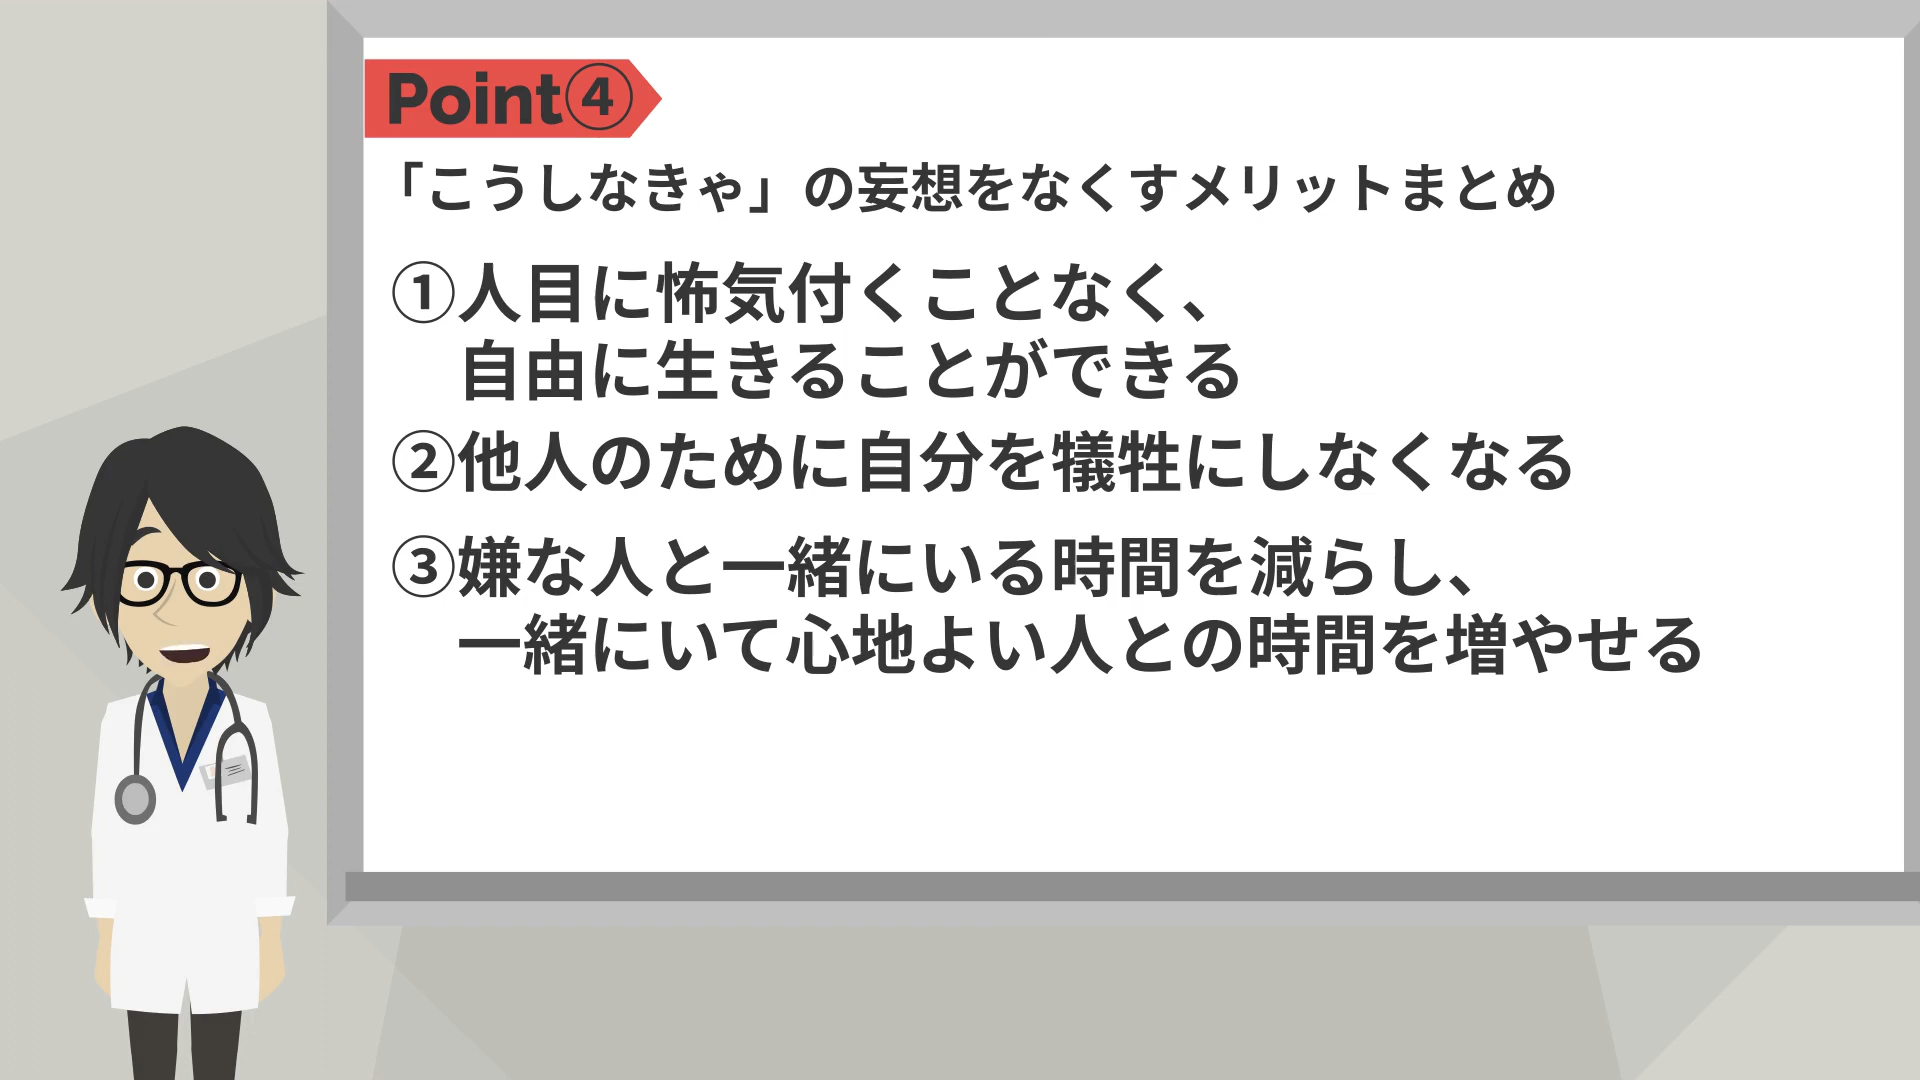 Point④
「こうしなきゃ」の妄想をなくすメリットまとめ
①人目に怖気付くことなく、
自由に生きることができる
②他人のために自分を犠牲にしなくなる
③嫌な人と一緒にいる時間を減らし、
一緒にいて心地よい人との時間を増やせる